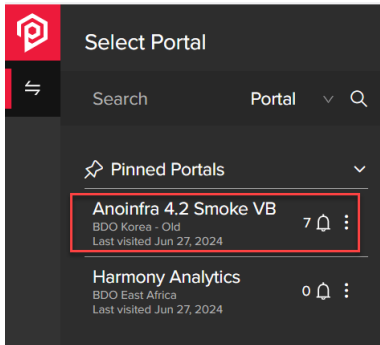 Select Portal
Search Portal
Pinned Portals
Anoinfra 4.2 Smoke VB
BDO Korea - Old
7
Last visited Jun 27, 2024
Harmony Analytics
BDO East Africa
0
Last visited Jun 27, 2024